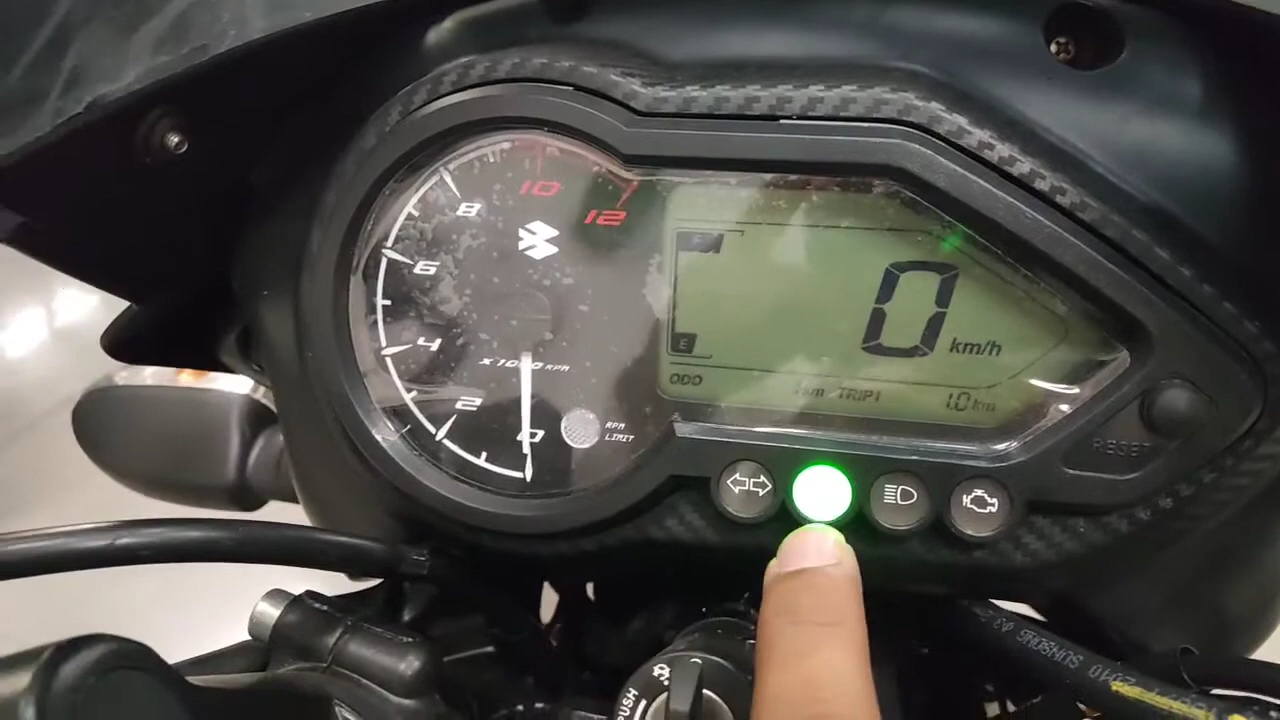 10
12
8
6
4
x1000 RPM
2
0
RPM
LIMIT
0 km/h
E
ODO
km TRIP1 1.0 km
RESET
PUSH